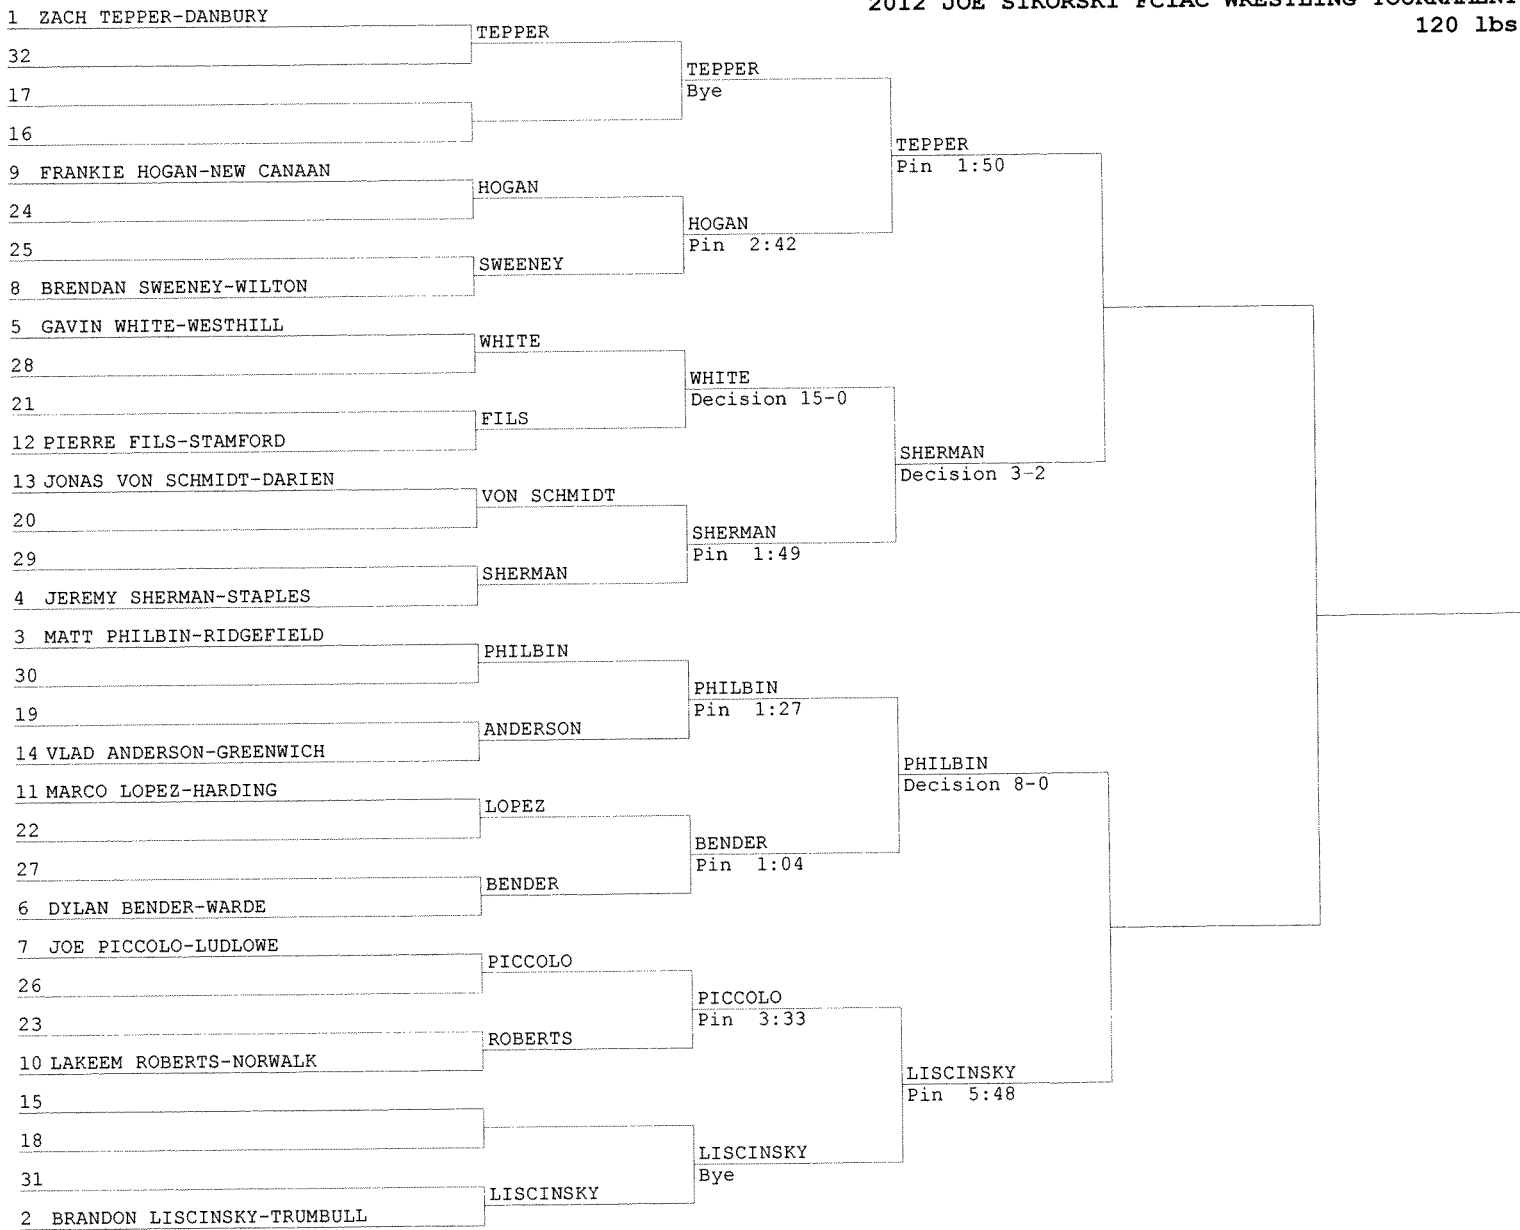 2012 JOE SIKORSKI FCIAC WRESTLING TOURNAMENT
120 lbs
1 ZACH TEPPER-DANBURY
TEPPER
32
TEPPER
Bye
17
16
TEPPER
Pin 1:50
9 FRANKIE HOGAN-NEW CANAAN
HOGAN
24
HOGAN
Pin 2:42
25
SWEENEY
8 BRENDAN SWEENEY-WILTON
5 GAVIN WHITE-WESTHILL
WHITE
28
WHITE
Decision 15-0
21
FILS
12 PIERRE FILS-STAMFORD
SHERMAN
Decision 3-2
13 JONAS VON SCHMIDT-DARIEN
VON SCHMIDT
20
SHERMAN
Pin 1:49
29
SHERMAN
4 JEREMY SHERMAN-STAPLES
3 MATT PHILBIN-RIDGEFIELD
PHILBIN
30
PHILBIN
Pin 1:27
19
ANDERSON
14 VLAD ANDERSON-GREENWICH
PHILBIN
Decision 8-0
11 MARCO LOPEZ-HARDING
LOPEZ
22
BENDER
Pin 1:04
27
BENDER
6 DYLAN BENDER-WARDE
7 JOE PICCOLO-LUDLOWE
PICCOLO
26
PICCOLO
Pin 3:33
23
ROBERTS
10 LAKEEM ROBERTS-NORWALK
LISCINSKY
Pin 5:48
15
18
LISCINSKY
Bye
31
LISCINSKY
2 BRANDON LISCINSKY-TRUMBULL